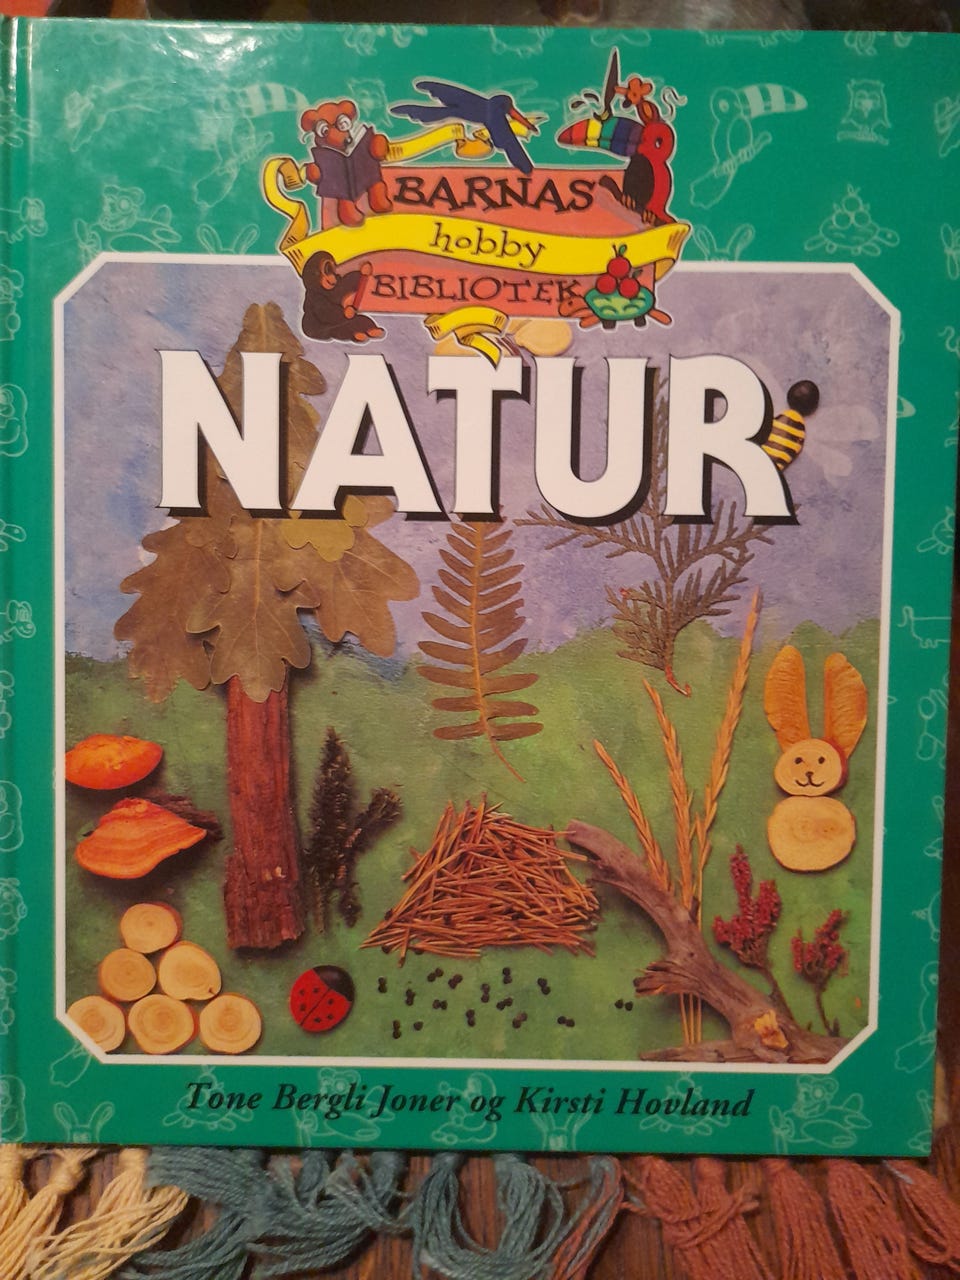 BARNAS
hobby
BIBLIOTEK
NATUR
Tone Bergli Joner og Kirsti Hovland